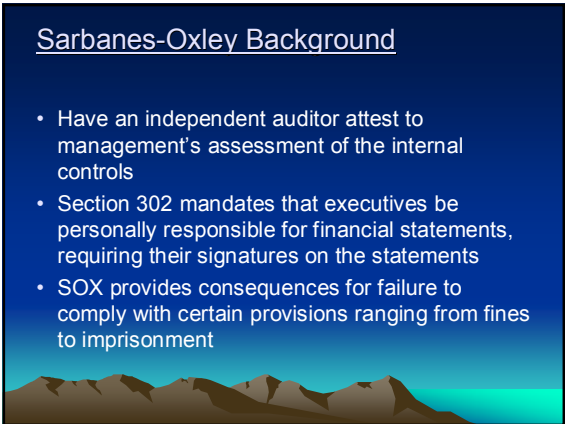 Sarbanes-Oxley Background
• Have an independent auditor attest to
management’s assessment of the internal
controls
• Section 302 mandates that executives be
personally responsible for financial statements,
requiring their signatures on the statements
• SOX provides consequences for failure to
comply with certain provisions ranging from fines
to imprisonment